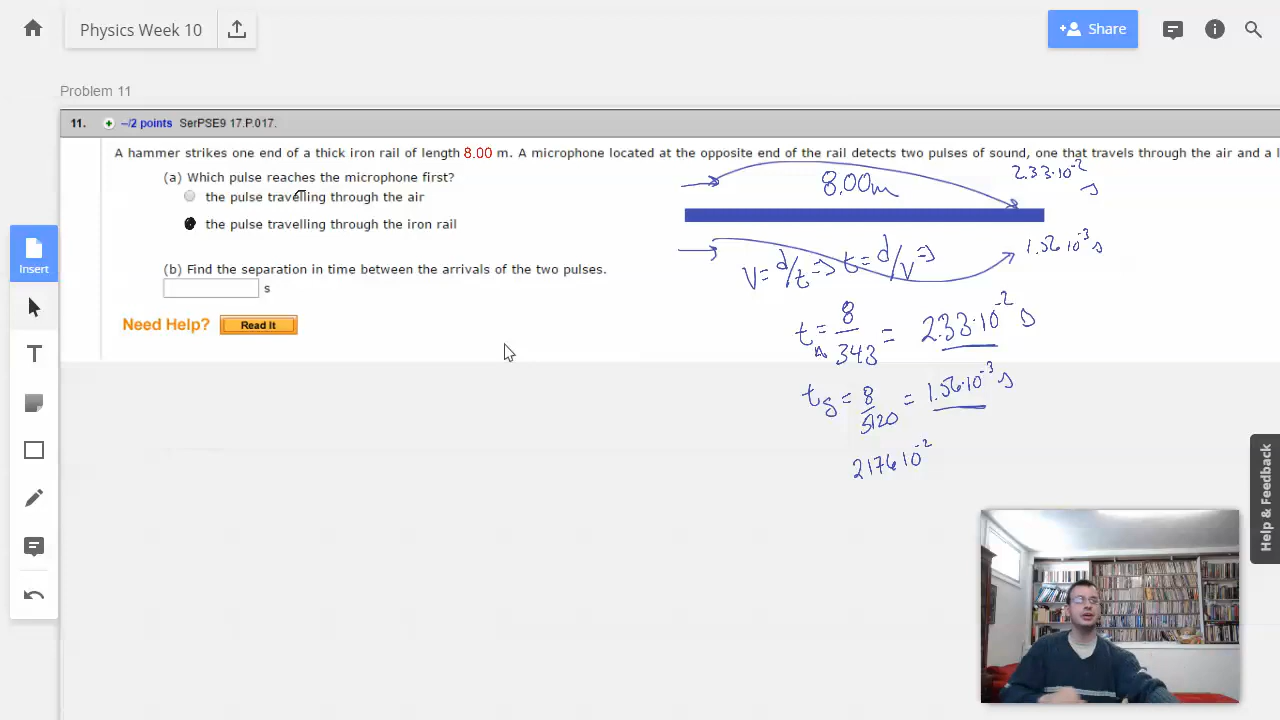 Physics Week 10
Share
Problem 11
11. --/2 points SerPSE9 17.P.017.
A hammer strikes one end of a thick iron rail of length 8.00 m. A microphone located at the opposite end of the rail detects two pulses of sound, one that travels through the air and a l
(a) Which pulse reaches the microphone first?
the pulse travelling through the air
the pulse travelling through the iron rail
(b) Find the separation in time between the arrivals of the two pulses.
s
Need Help? Read It
8.00m
2.33·10⁻² s
1.56 10⁻³ s
V = d/t => t = d/v =>
t = 8/343 = 2.33·10⁻² s
= 8/5120 = 1.56·10⁻³ s
2176 10⁻²
Insert
T
Help & Feedback